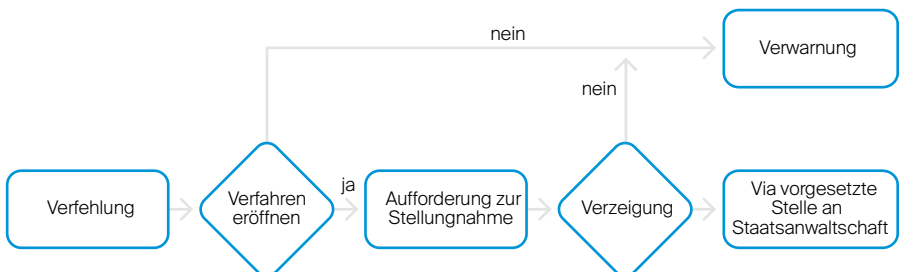 nein
Verwarnung
nein
Verfehlung
Verfahren
eröffnen
ja
Aufforderung zur
Stellungnahme
Verzeigung
Via vorgesetzte
Stelle an
Staatsanwaltschaft